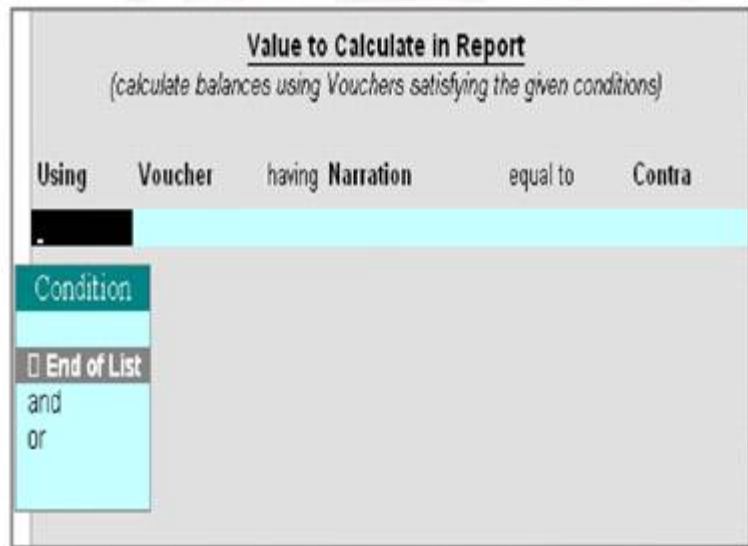 Value to Calculate in Report
(calculate balances using Vouchers satisfying the given conditions)
Using Voucher having Narration equal to Contra
Condition
End of List
and
or